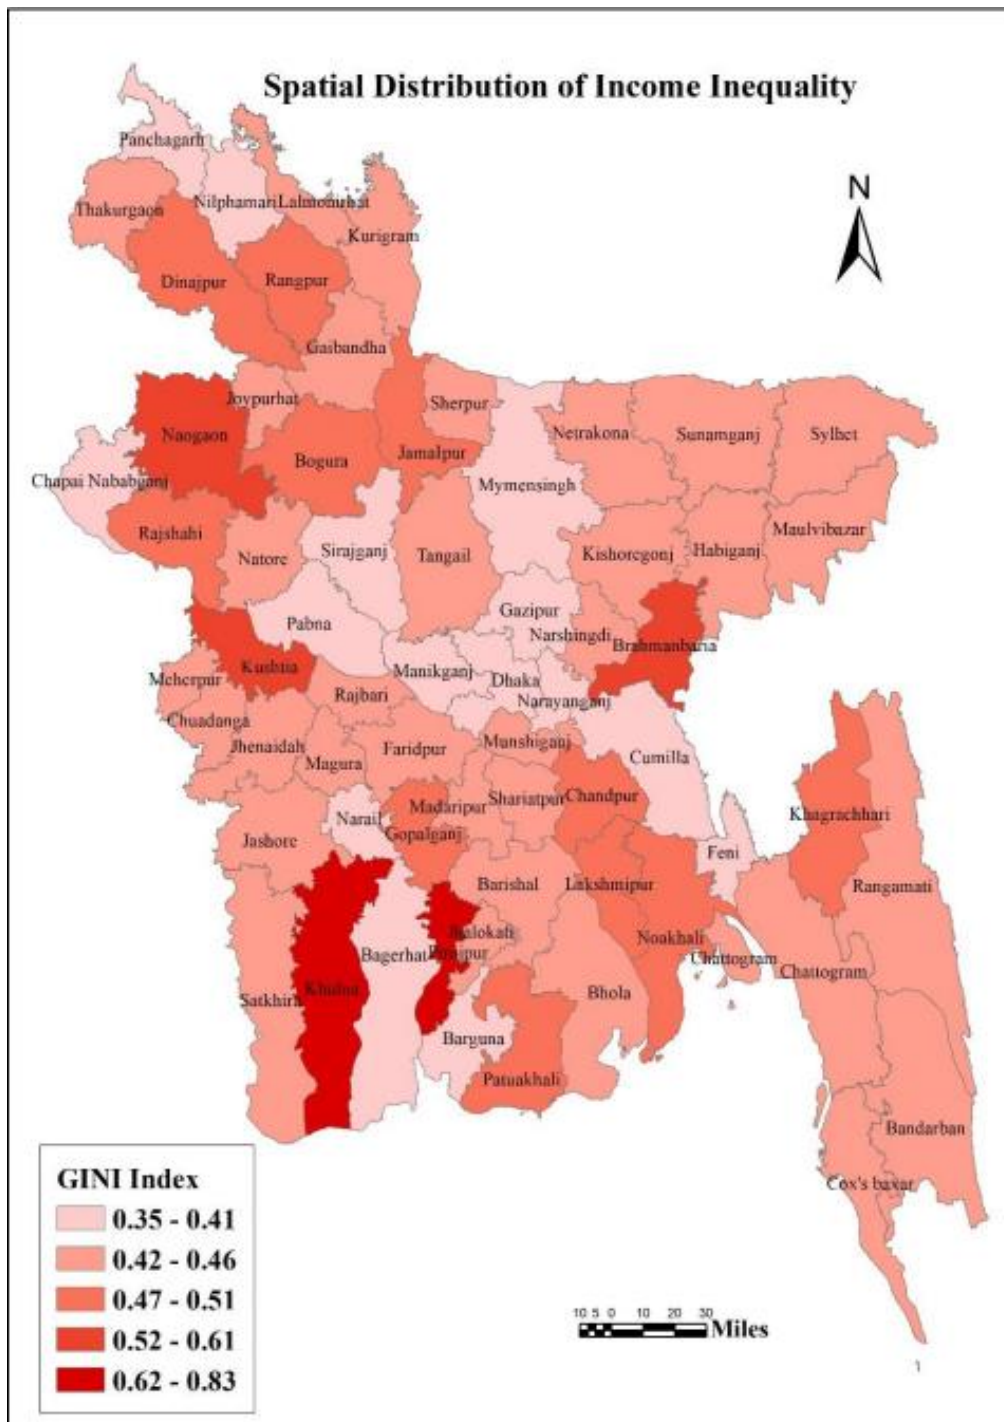 Spatial Distribution of Income Inequality
N
Panchagarh
Nilphamari
Lalmonirhat
Thakurgaon
Kurigram
Dinajpur
Rangpur
Gaibandha
Joypurhat
Sherpur
Naogaon
Netrakona
Sunamganj
Sylhet
Bogura
Jamalpur
Chapai Nababganj
Mymensingh
Rajshahi
Maulvibazar
Natore
Sirajganj
Tangail
Kishoregonj
Habiganj
Pabna
Gazipur
Narshingdi
Brahmanbaria
Kushtia
Manikganj
Dhaka
Meherpur
Rajbari
Narayanganj
Chuadanga
Jhenaidah
Magura
Faridpur
Munshiganj
Cumilla
Shariatpur
Chandpur
Madaripur
Khagrachhari
Narail
Gopalganj
Jashore
Feni
Barishal
Lakshmipur
Rangamati
Jhalokati
Bagerhat
Pirojpur
Noakhali
Chattogram
Chattogram
Satkhira
Khulna
Bhola
Barguna
Patuakhali
Bandarban
Cox's bazar
GINI Index
0.35 - 0.41
0.42 - 0.46
0.47 - 0.51
0.52 - 0.61
0.62 - 0.83
10 5 0 10 20 30
Miles
1